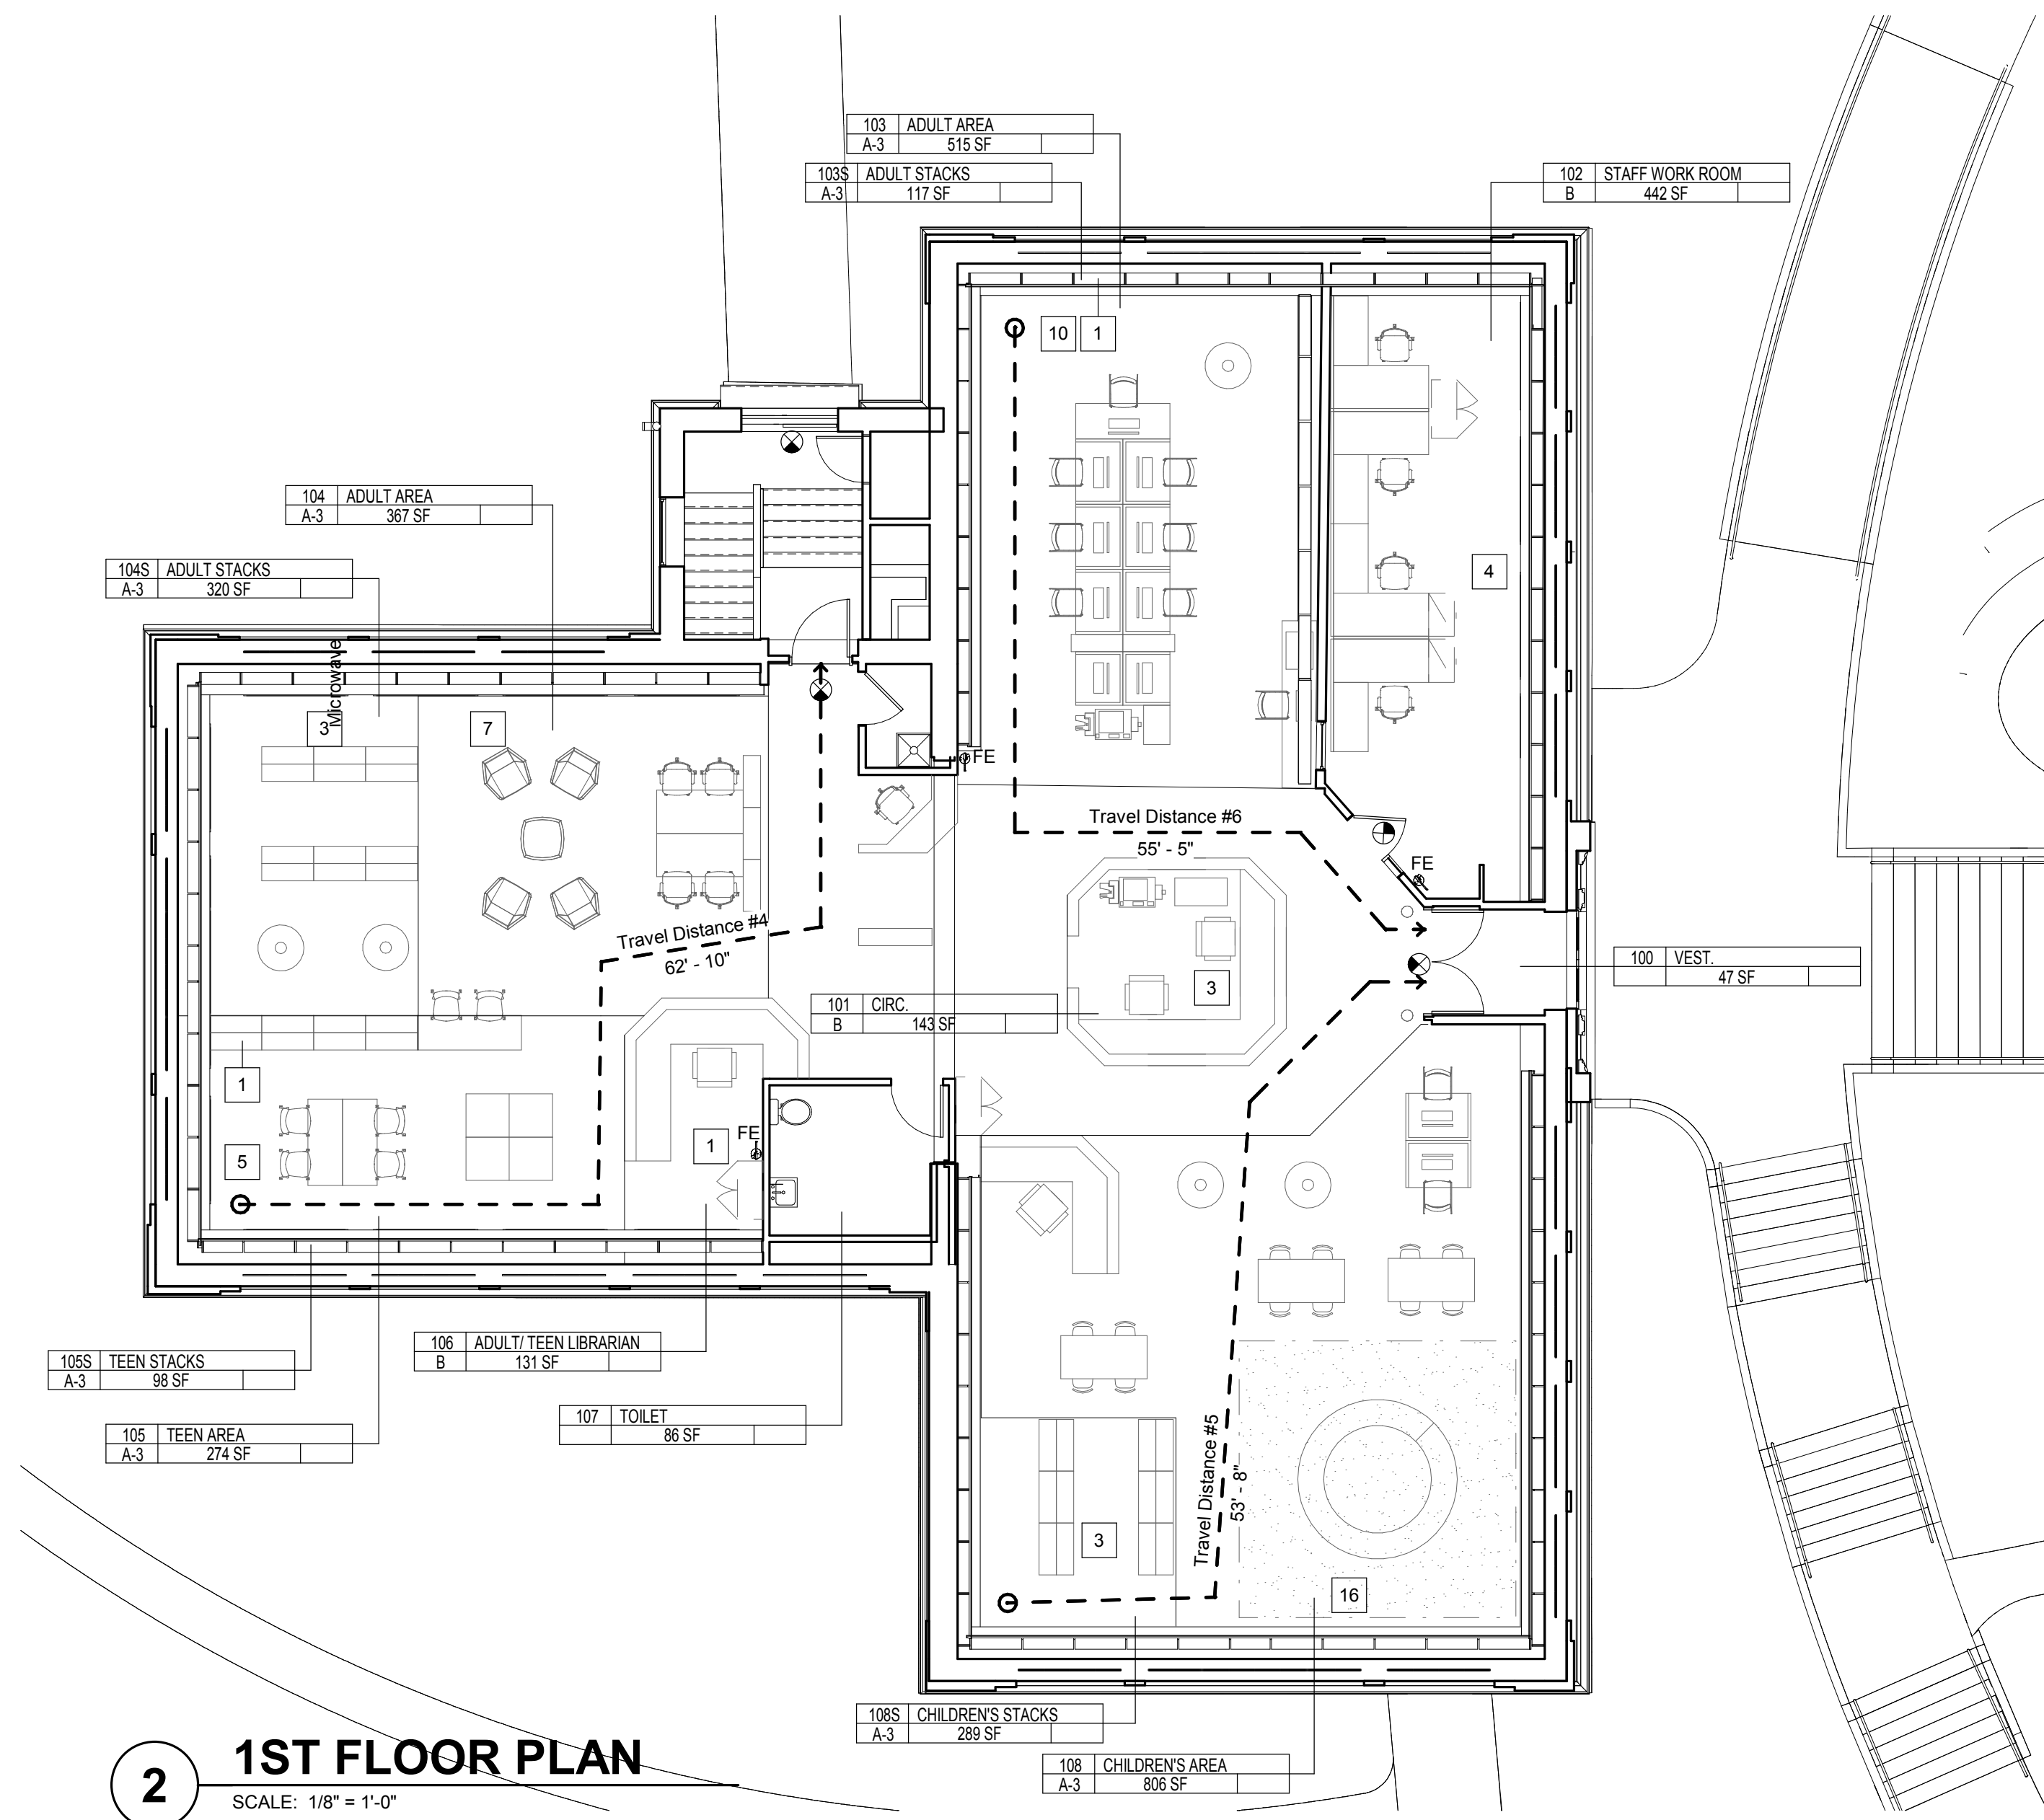 103 ADULT AREA
A-3 515 SF
103S ADULT STACKS
A-3 117 SF
102 STAFF WORK ROOM
B 442 SF
10 1
104 ADULT AREA
A-3 367 SF
104S ADULT STACKS
A-3 320 SF
4
Microwave
3
7
FE
Travel Distance #6
55' - 5"
FE
Travel Distance #4
62' - 10"
100 VEST.
47 SF
3
101 CIRC.
B 143 SF
1
1
FE
5
106 ADULT/ TEEN LIBRARIAN
B 131 SF
105S TEEN STACKS
A-3 98 SF
107 TOILET
86 SF
105 TEEN AREA
A-3 274 SF
Travel Distance #5
53' - 8"
3
16
108S CHILDREN'S STACKS
A-3 289 SF
108 CHILDREN'S AREA
A-3 806 SF
2
1ST FLOOR PLAN
SCALE: 1/8" = 1'-0"